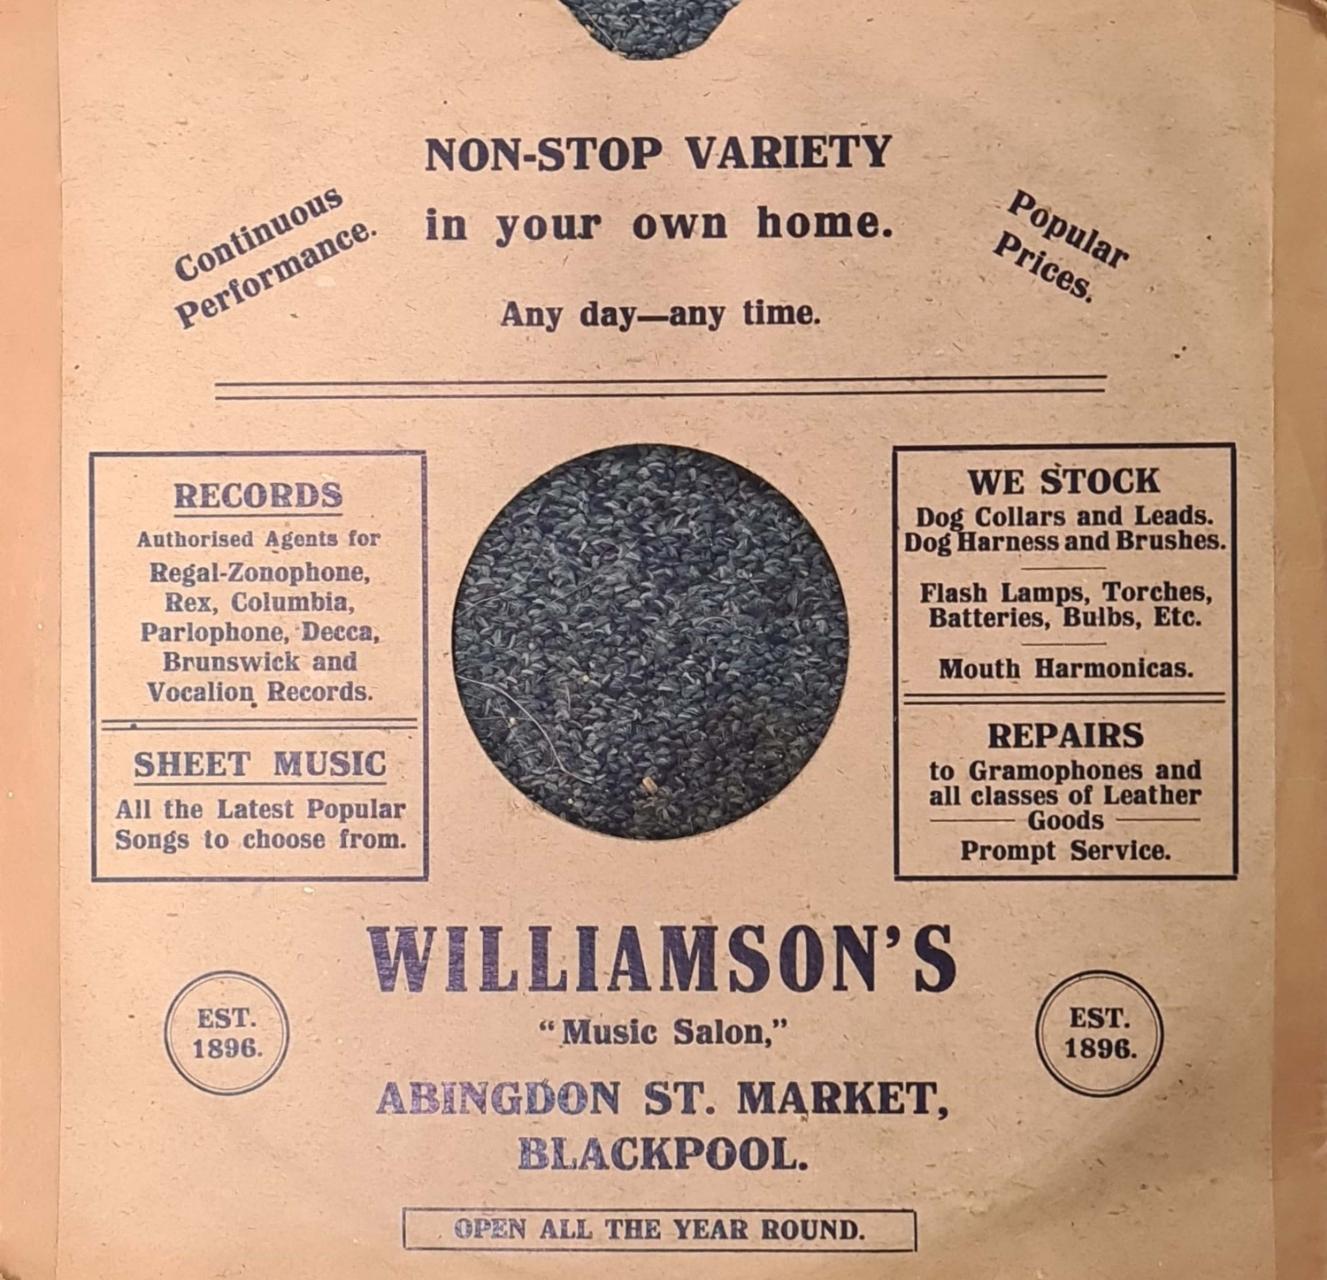 NON-STOP VARIETY
in your own home.
Continuous
Performance.
Popular
Prices.
Any day—any time.
RECORDS
Authorised Agents for
Regal-Zonophone,
Rex, Columbia,
Parlophone, Decca,
Brunswick and
Vocalion Records.
SHEET MUSIC
All the Latest Popular
Songs to choose from.
WE STOCK
Dog Collars and Leads.
Dog Harness and Brushes.
Flash Lamps, Torches,
Batteries, Bulbs, Etc.
Mouth Harmonicas.
REPAIRS
to Gramophones and
all classes of Leather
Goods
Prompt Service.
WILLIAMSON'S
"Music Salon,"
EST.
1896.
EST.
1896.
ABINGDON ST. MARKET,
BLACKPOOL.
OPEN ALL THE YEAR ROUND.